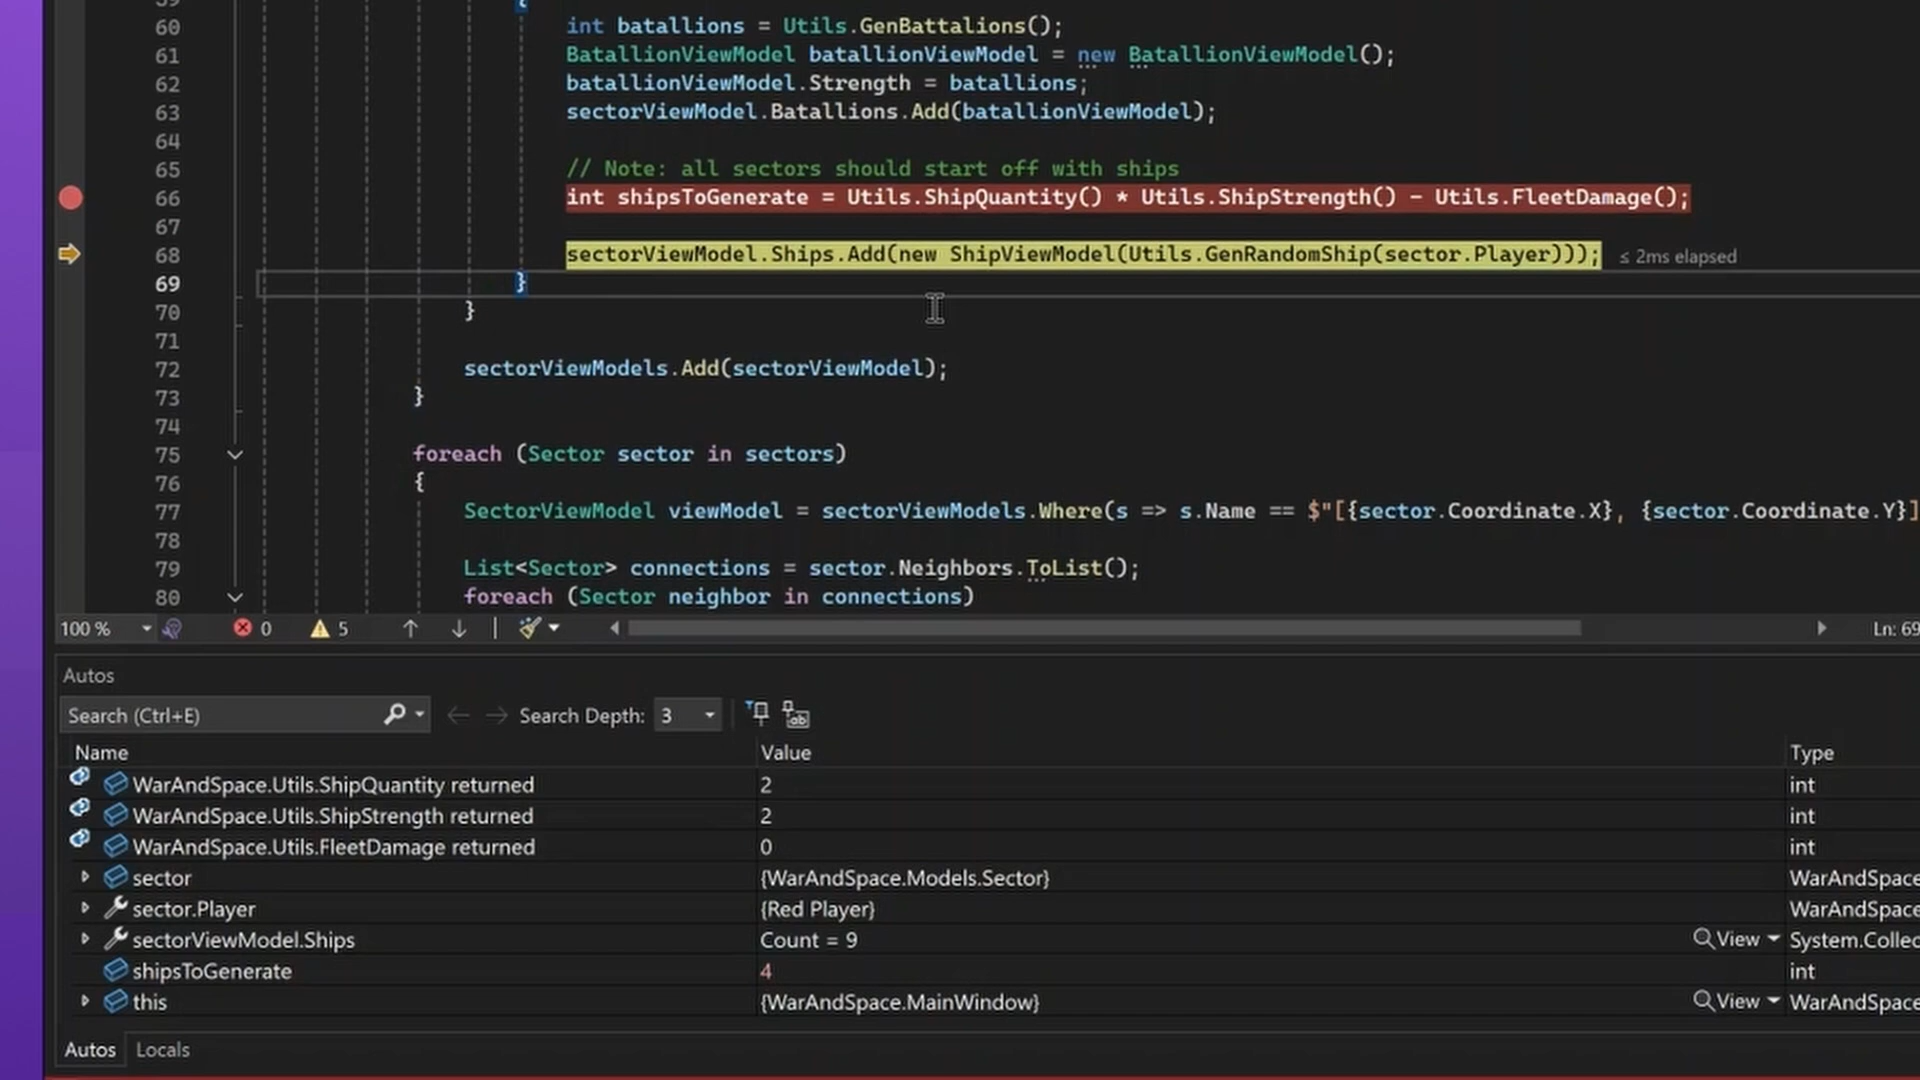 60 int batallions = Utils.GenBattalions();
61 BatallionViewModel batallionViewModel = new BatallionViewModel();
62 batallionViewModel.Strength = batallions;
63 sectorViewModel.Batallions.Add(batallionViewModel);
64
65 // Note: all sectors should start off with ships
66 int shipsToGenerate = Utils.ShipQuantity() * Utils.ShipStrength() - Utils.FleetDamage();
67
68 sectorViewModel.Ships.Add(new ShipViewModel(Utils.GenRandomShip(sector.Player))); ≤ 2ms elapsed
69 }
70 }
71
72 sectorViewModels.Add(sectorViewModel);
73 }
74
75 foreach (Sector sector in sectors)
76 {
77 SectorViewModel viewModel = sectorViewModels.Where(s => s.Name == $"[{sector.Coordinate.X}, {sector.Coordinate.Y}]
78
79 List<Sector> connections = sector.Neighbors.ToList();
80 foreach (Sector neighbor in connections)
100 % 0 5 Ln: 69
Autos
Search (Ctrl+E) Search Depth: 3
Name Value Type
WarAndSpace.Utils.ShipQuantity returned 2 int
WarAndSpace.Utils.ShipStrength returned 2 int
WarAndSpace.Utils.FleetDamage returned 0 int
sector {WarAndSpace.Models.Sector} WarAndSpace
sector.Player {Red Player} WarAndSpace
sectorViewModel.Ships Count = 9 View System.Collec
shipsToGenerate 4 int
this {WarAndSpace.MainWindow} View WarAndSpace
Autos Locals